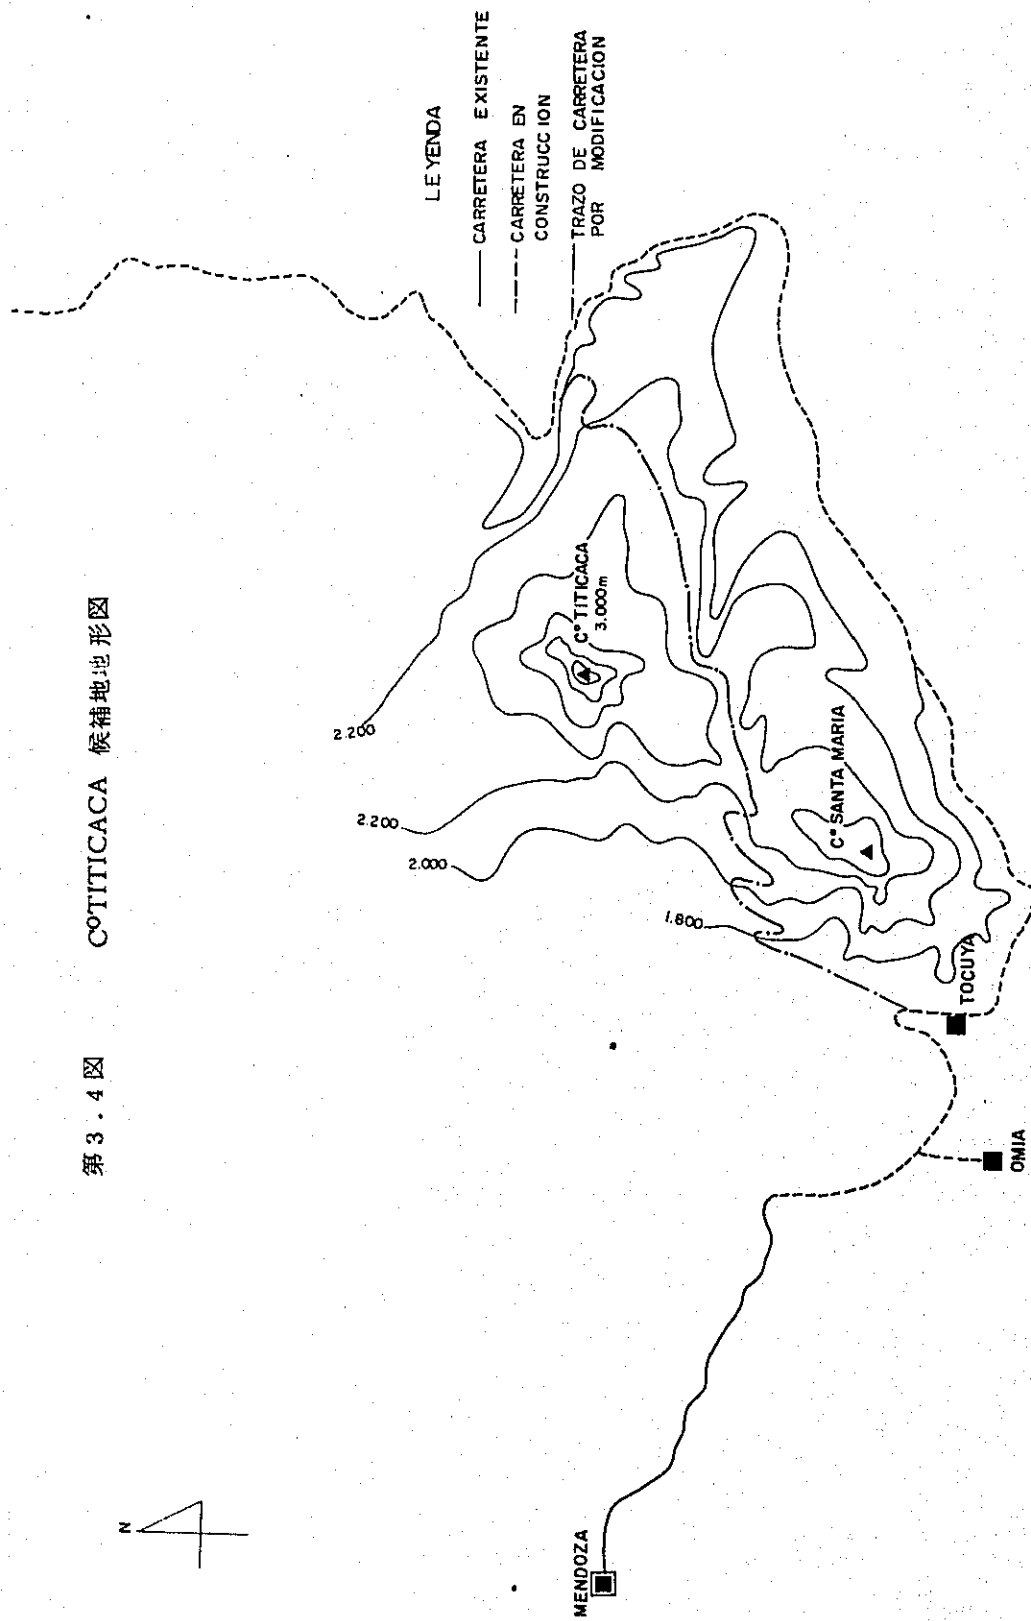 第3.4図 C°TITICACA 候補地地形図
N
LEYENDA
CARRETERA EXISTENTE
CARRETERA EN
CONSTRUCCION
TRAZO DE CARRETERA
POR MODIFICACION
2.200
2.200
2.000
1.800
C° TITICACA
3.000m
C° SANTA MARIA
TOCUYA
OMIA
MENDOZA